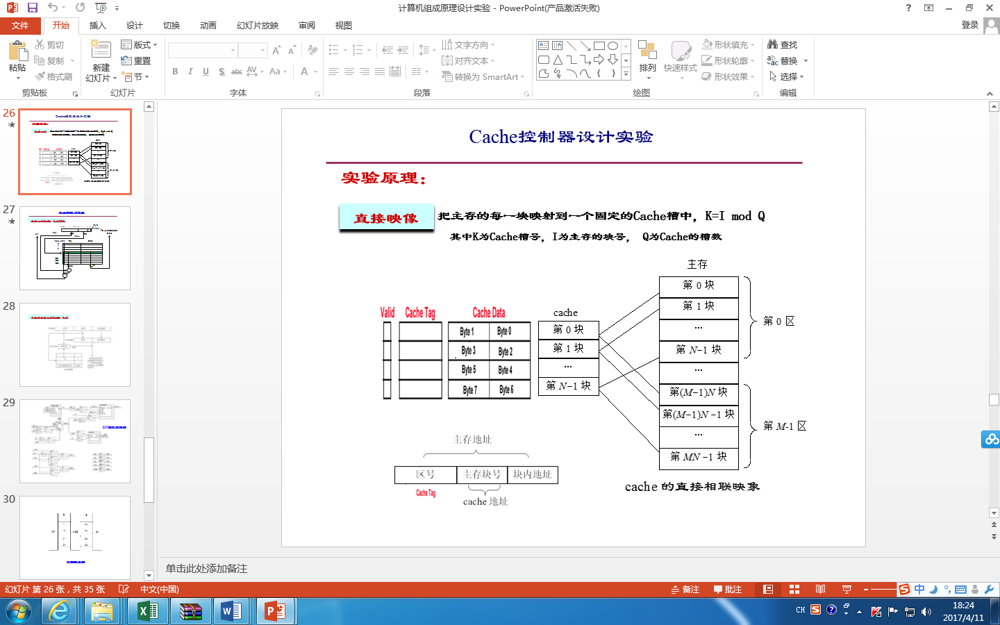 计算机组成原理设计实验 - PowerPoint(产品激活失败)
文件 开始 插入 设计 切换 动画 幻灯片放映 审阅 视图 登录
粘贴 剪切 复制 格式刷 剪贴板
新建 幻灯片 版式 重置 节 幻灯片
B I U S abc AV Aa A 字体
文字方向 对齐文本 转换为 SmartArt 段落
排列 快速样式 形状填充 形状轮廓 形状效果 绘图
查找 替换 选择 编辑
26
27
28
29
30
Cache控制器设计实验
实验原理：
直接映像 把主存的每一块映射到一个固定的Cache槽中，K=I mod Q
其中K为Cache槽号，I为主存的块号， Q为Cache的槽数
主存
第 0 块
第 1 块
...
第 N−1 块
...
第(M−1)N 块
第(M−1)N −1 块
...
第 MN −1 块
第 0 区
第 M-1 区
Valid Cache Tag Cache Data
Byte 1 Byte 0
Byte 3 Byte 2
Byte 5 Byte 4
Byte 7 Byte 6
cache
第 0 块
第 1 块
...
第 N−1 块
主存地址
区号 主存块号 块内地址
Cache Tag
cache 地址
cache 的直接相联映象
单击此处添加备注
幻灯片 第 26 张，共 35 张 中文(中国) 备注 批注 中
CH 18:24
2017/4/11